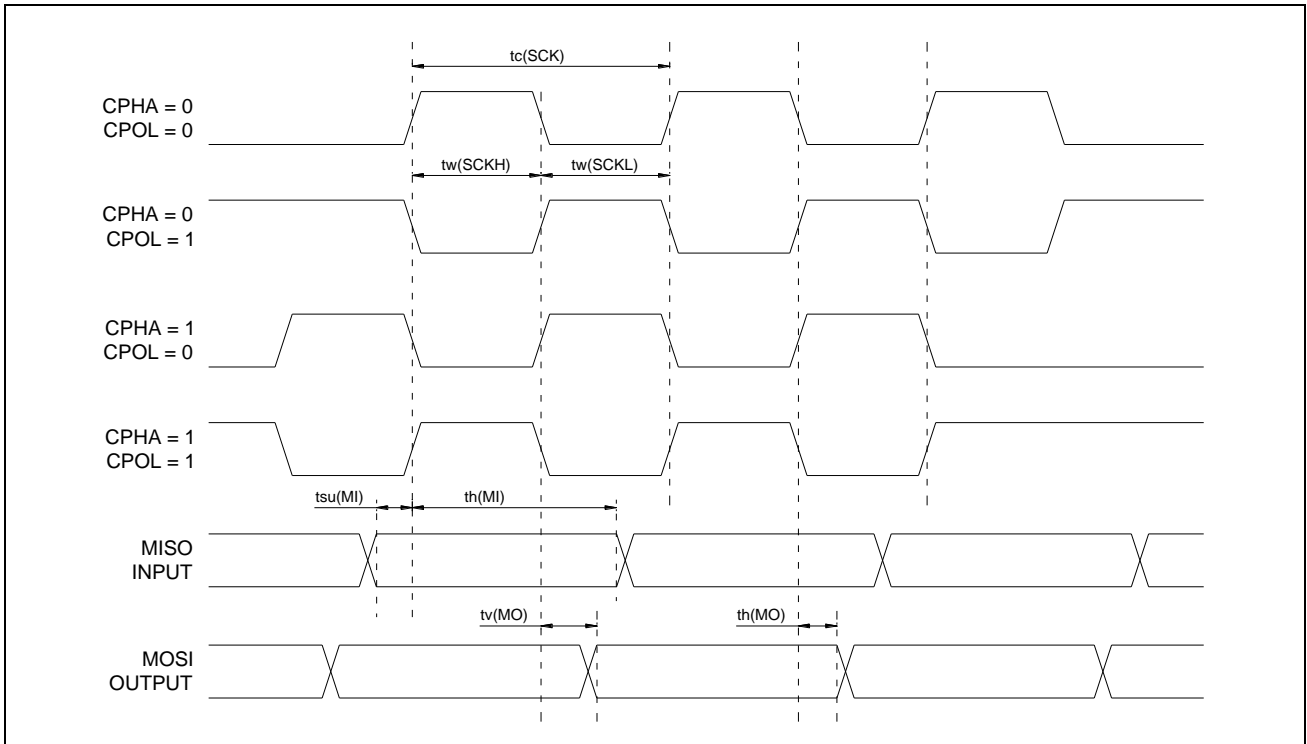 tc(SCK)
CPHA = 0
CPOL = 0
tw(SCKH)
tw(SCKL)
CPHA = 0
CPOL = 1
CPHA = 1
CPOL = 0
CPHA = 1
CPOL = 1
tsu(MI)
th(MI)
MISO
INPUT
tv(MO)
th(MO)
MOSI
OUTPUT